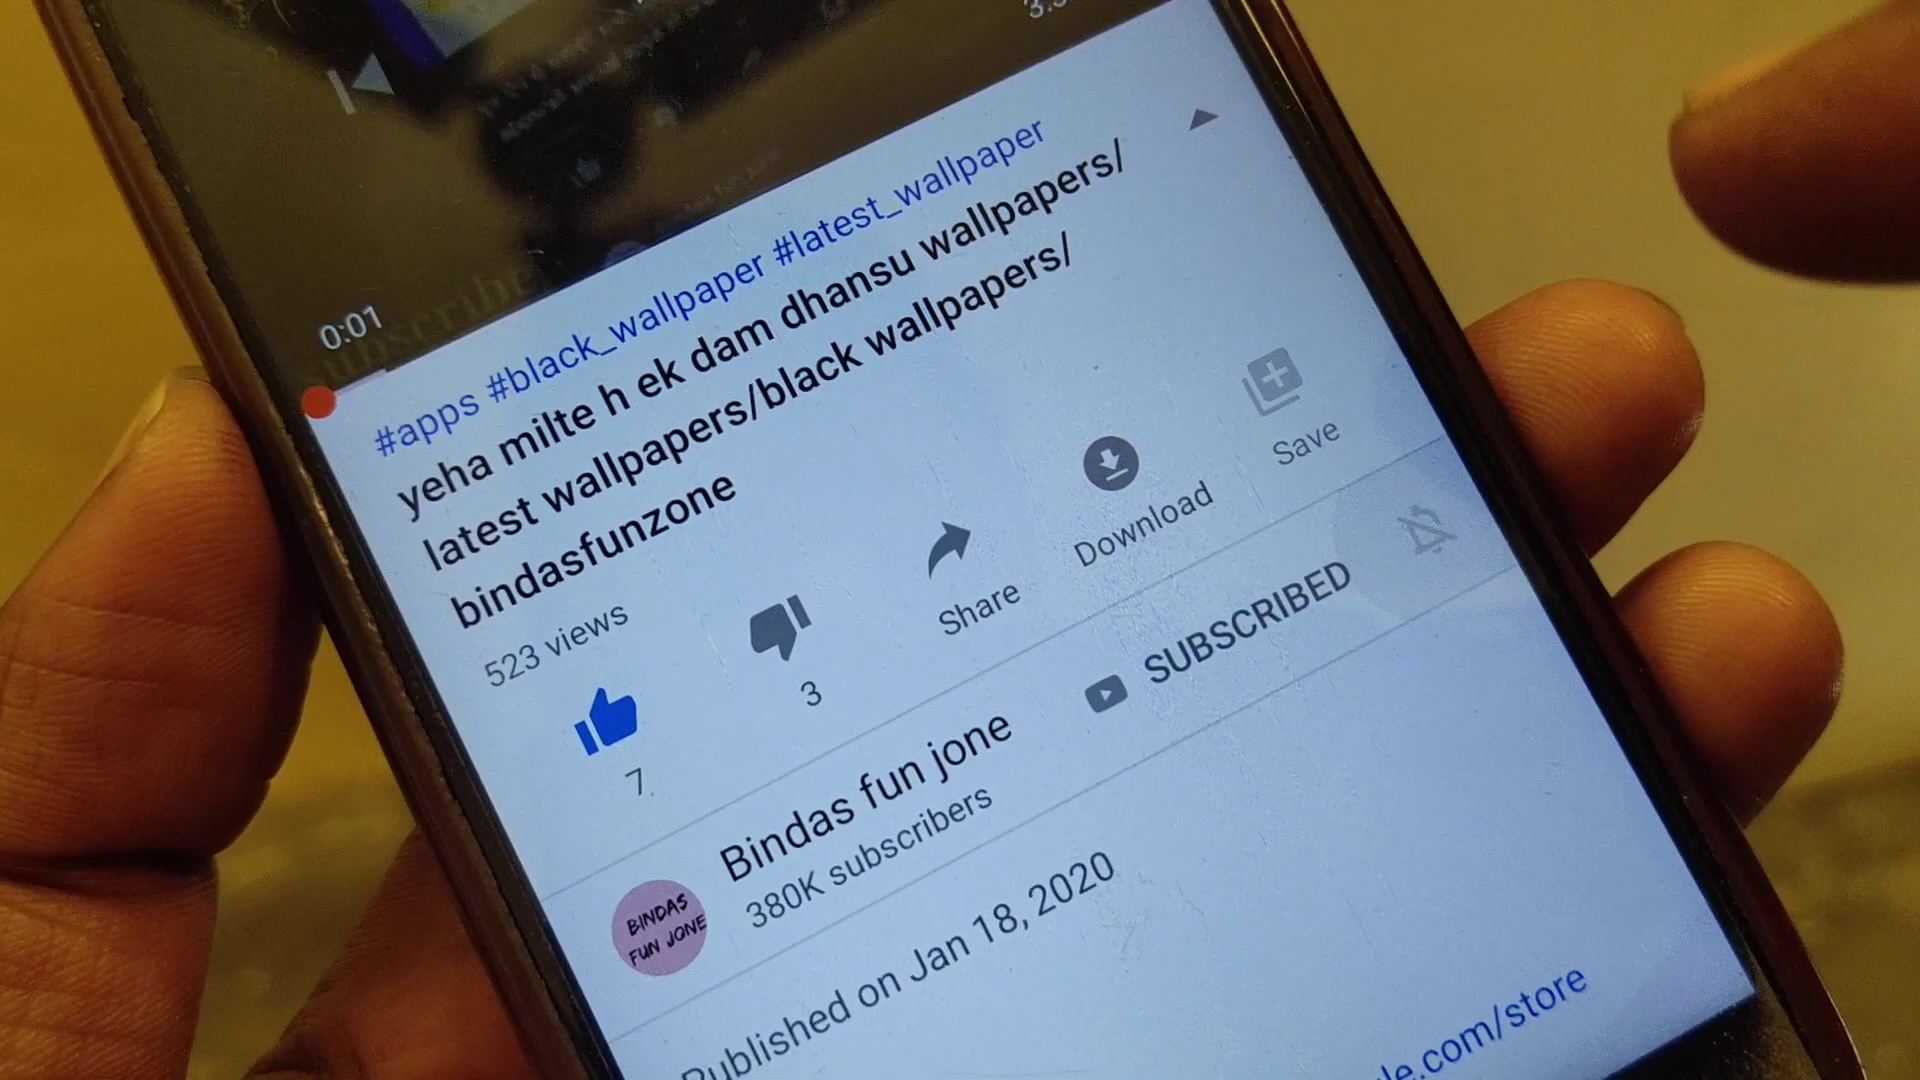 0:01
#apps #black_wallpaper #latest_wallpaper
yeha milte h ek dam dhansu wallpapers/
latest wallpapers/black wallpapers/
bindasfunzone
523 views
7
3
Share
Download
Save
Bindas fun jone
380K subscribers
SUBSCRIBED
BINDAS
FUN JONE
Published on Jan 18, 2020
le.com/store